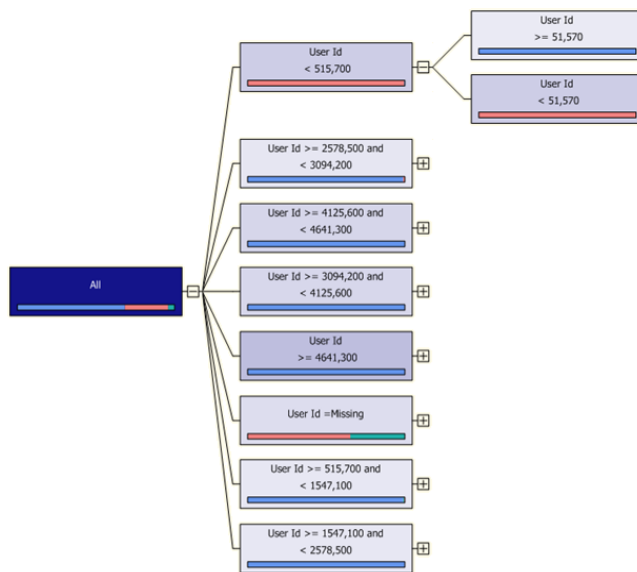 All
User Id
< 515,700
User Id >= 2578,500 and
< 3094,200
User Id >= 4125,600 and
< 4641,300
User Id >= 3094,200 and
< 4125,600
User Id
>= 4641,300
User Id =Missing
User Id >= 515,700 and
< 1547,100
User Id >= 1547,100 and
< 2578,500
User Id
>= 51,570
User Id
< 51,570